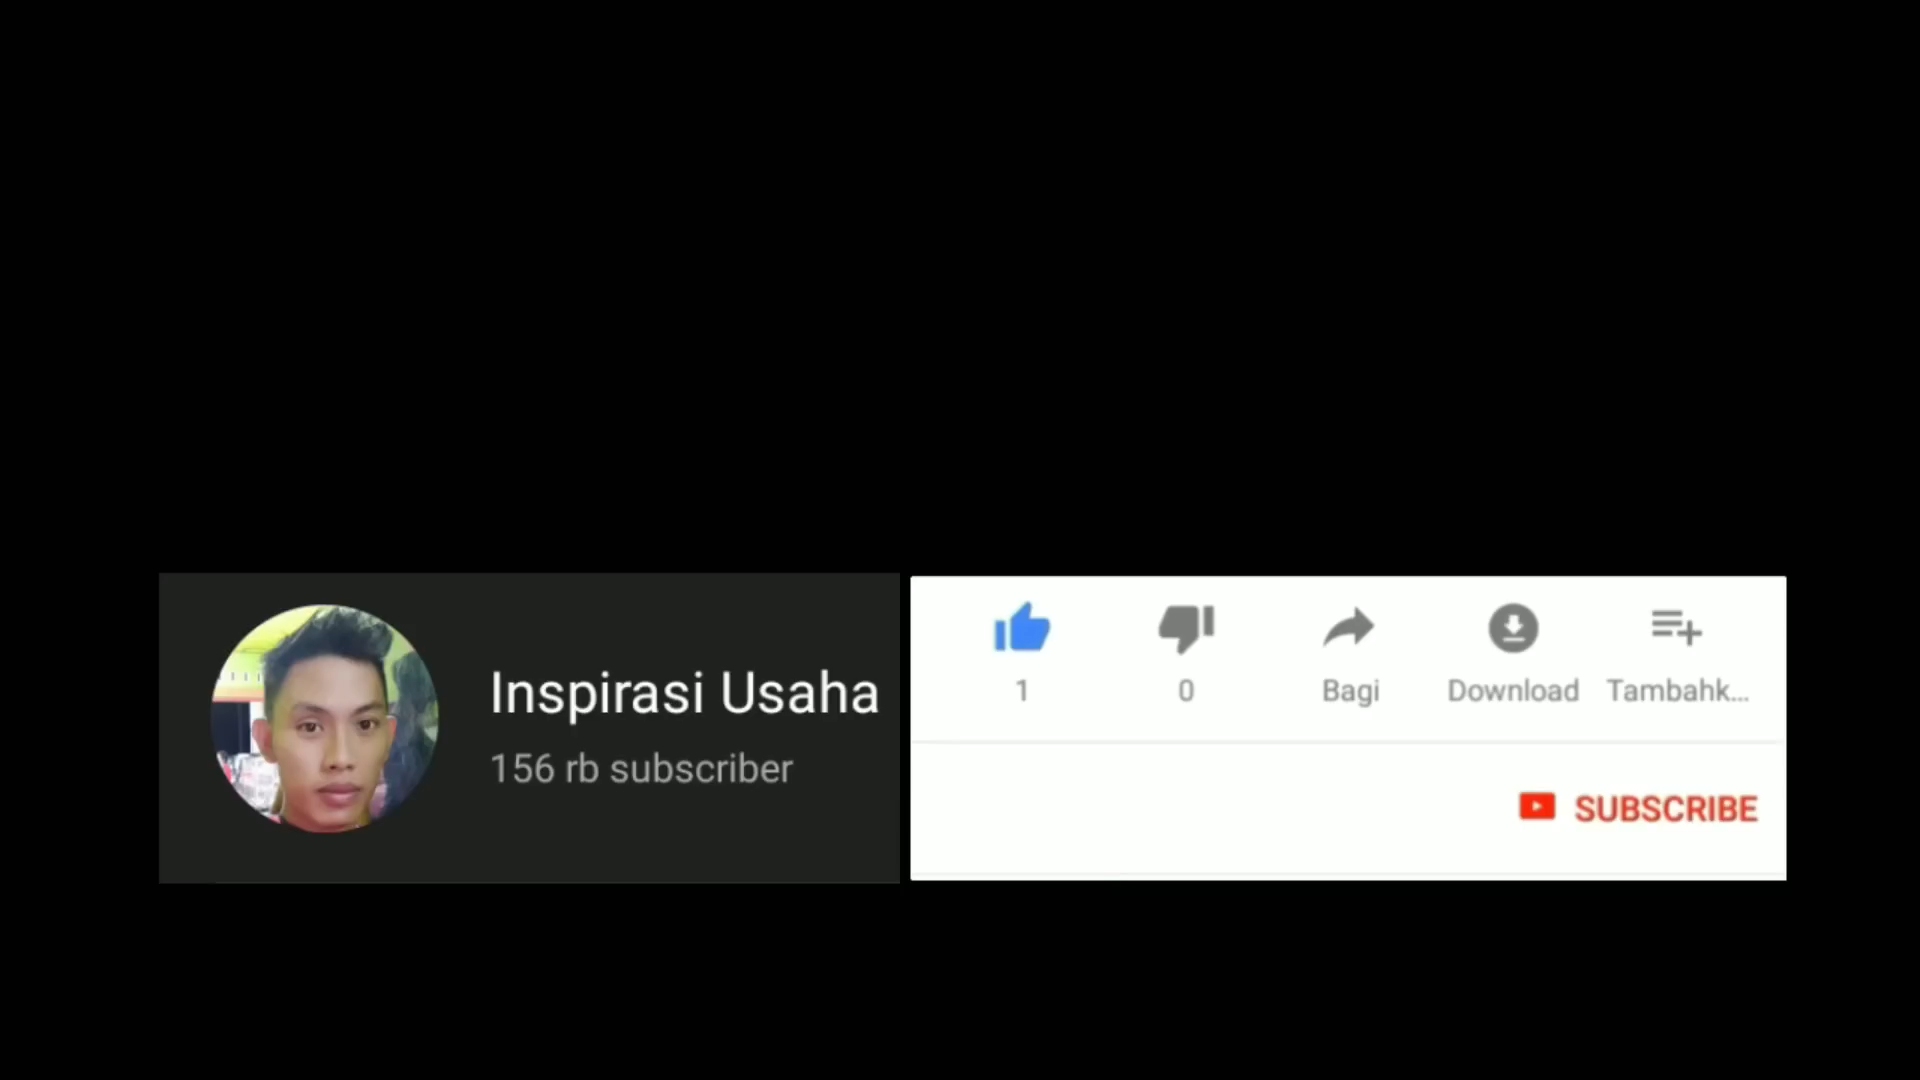 Inspirasi Usaha
156 rb subscriber
1
0
Bagi
Download
Tambahk...
SUBSCRIBE